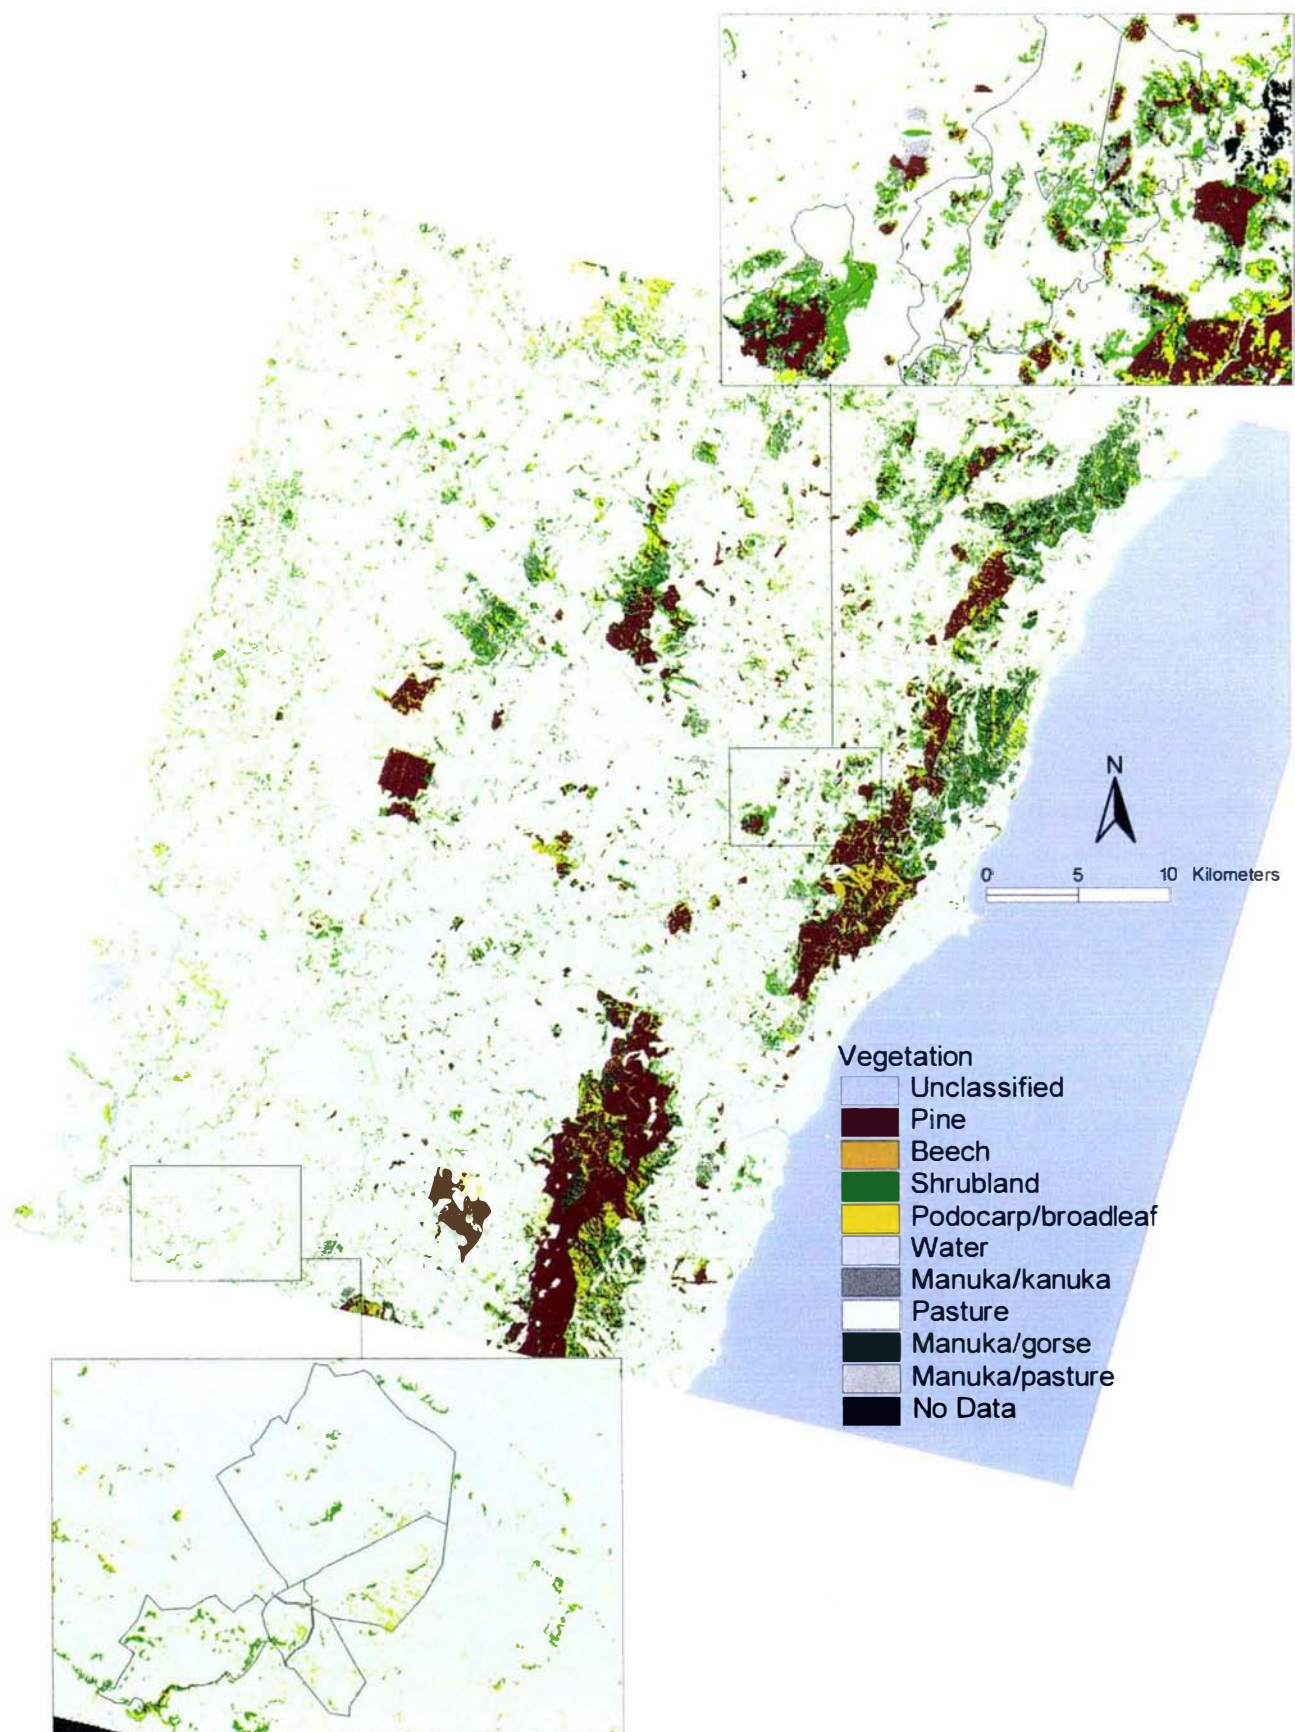 N
0 5 10 Kilometers
Vegetation
Unclassified
Pine
Beech
Shrubland
Podocarp/broadleaf
Water
Manuka/kanuka
Pasture
Manuka/gorse
Manuka/pasture
No Data